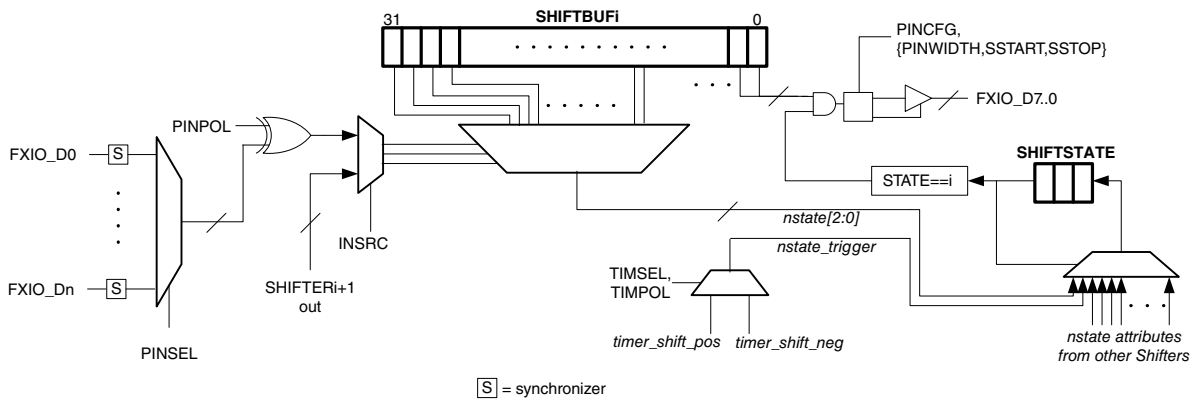 SHIFTBUFi
31
0
PINCFG,
{PINWIDTH,SSTART,SSTOP}
FXIO_D7..0
PINPOL
FXIO_D0
S
SHIFTSTATE
STATE==i
nstate[2:0]
INSRC
nstate_trigger
TIMSEL,
TIMPOL
SHIFTERi+1
out
FXIO_Dn
S
timer_shift_pos
timer_shift_neg
nstate attributes
from other Shifters
PINSEL
S = synchronizer